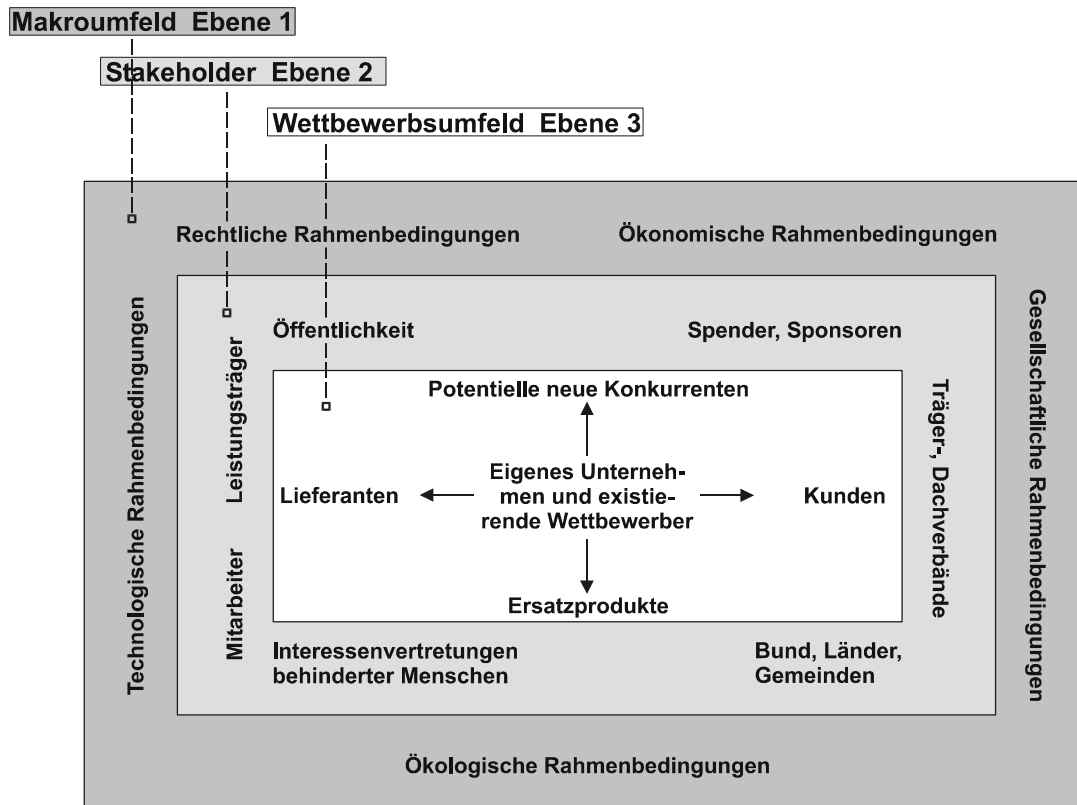 Makroumfeld Ebene 1
Stakeholder Ebene 2
Wettbewerbsumfeld Ebene 3
Rechtliche Rahmenbedingungen
Ökonomische Rahmenbedingungen
Technologische Rahmenbedingungen
Gesellschaftliche Rahmenbedingungen
Öffentlichkeit
Spender, Sponsoren
Leistungsträger
Mitarbeiter
Träger-, Dachverbände
Potentielle neue Konkurrenten
Lieferanten
Eigenes Unterneh-
men und existie-
rende Wettbewerber
Kunden
Ersatzprodukte
Interessenvertretungen
behinderter Menschen
Bund, Länder,
Gemeinden
Ökologische Rahmenbedingungen